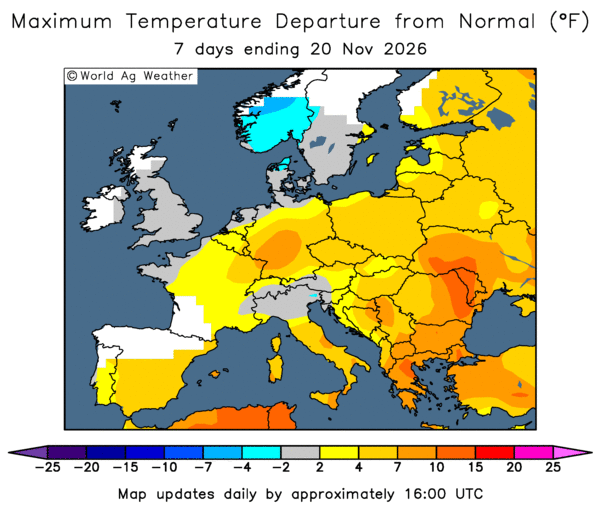 Maximum Temperature Departure from Normal (°F)
7 days ending 20 Nov 2026
© World Ag Weather
-25 -20 -15 -10 -7 -4 -2 2 4 7 10 15 20 25
Map updates daily by approximately 16:00 UTC